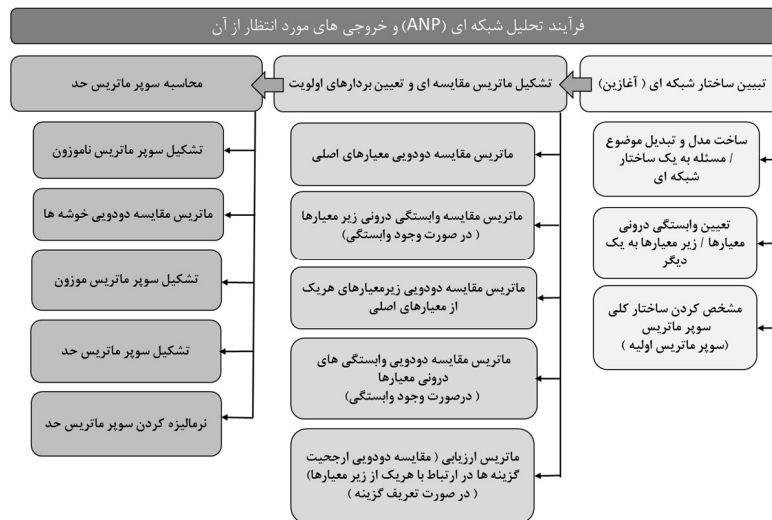 فرآیند تحلیل شبکه ای (ANP) و خروجی های مورد انتظار از آن
تبیین ساختار شبکه ای ( آغازین)
ساخت مدل و تبدیل موضوع
/ مسئله به یک ساختار
شبکه ای
تعیین وابستگی درونی
معیارها / زیر معیارها به یک
دیگر
مشخص کردن ساختار کلی
سوپر ماتریس
(سوپر ماتریس اولیه )
تشکیل ماتریس مقایسه ای و تعیین بردارهای اولویت
ماتریس مقایسه دودویی معیارهای اصلی
ماتریس مقایسه وابستگی درونی زیر معیارها
( در صورت وجود وابستگی)
ماتریس مقایسه دودویی زیرمعیارهای هریک
از معیارهای اصلی
ماتریس مقایسه دودویی وابستگی های
درونی معیارها
( درصورت وجود وابستگی)
ماتریس ارزیابی ( مقایسه دودویی ارجحیت
گزینه ها در ارتباط با هریک از زیر معیارها)
( در صورت تعریف گزینه )
محاسبه سوپر ماتریس حد
تشکیل سوپر ماتریس ناموزون
ماتریس مقایسه دودویی خوشه ها
تشکیل سوپر ماتریس موزون
تشکیل سوپر ماتریس حد
نرمالیزه کردن سوپر ماتریس حد